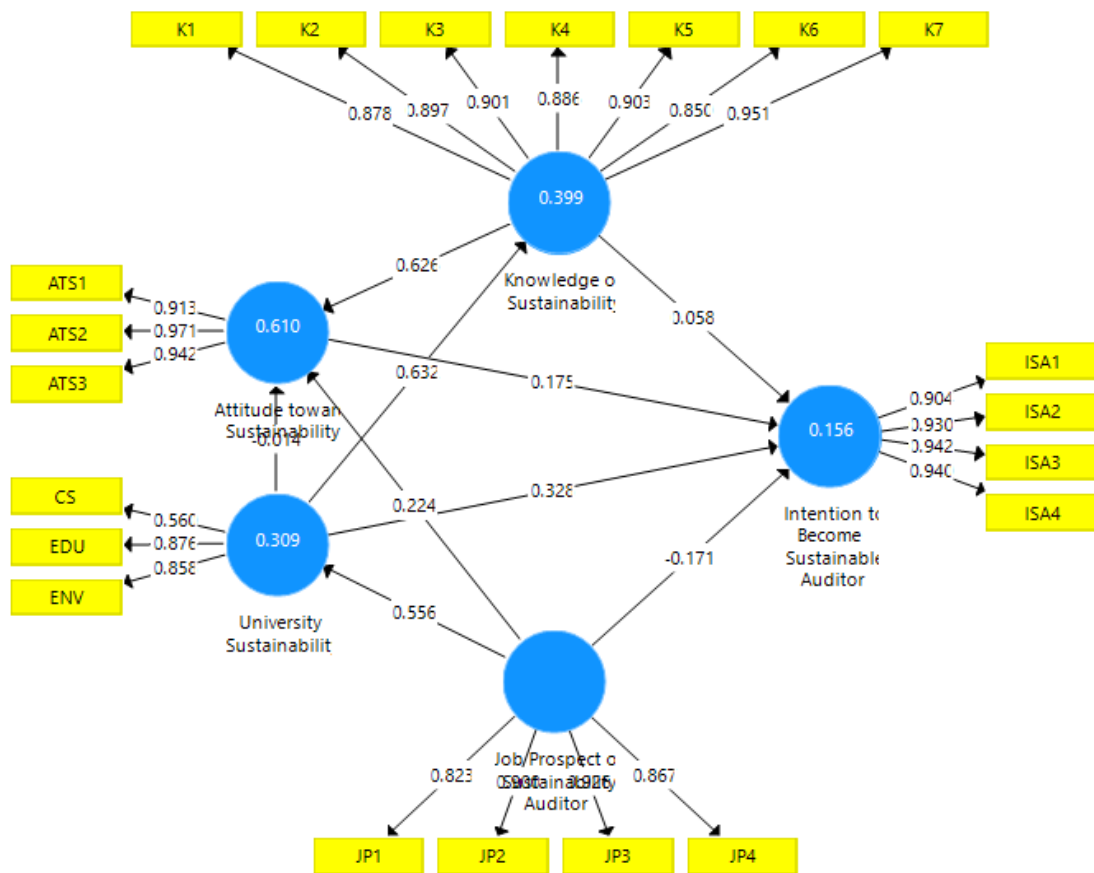 K1 K2 K3 K4 K5 K6 K7
0.878 0.897 0.901 0.886 0.903 0.850 0.951
0.399
Knowledge o
Sustainability
0.626
0.058
ATS1
ATS2
ATS3
0.913
0.971
0.942
0.610
Attitude towar
Sustainability
0.632
0.175
-0.014
ISA1
ISA2
ISA3
ISA4
0.904
0.930
0.942
0.940
0.156
Intention to
Become
Sustainable
Auditor
CS
EDU
ENV
0.560
0.876
0.858
0.309
University
Sustainabilit
0.224
0.328
-0.171
0.556
Job Prospect o
Sustainability
Auditor
0.823
0.867
JP1 JP2 JP3 JP4